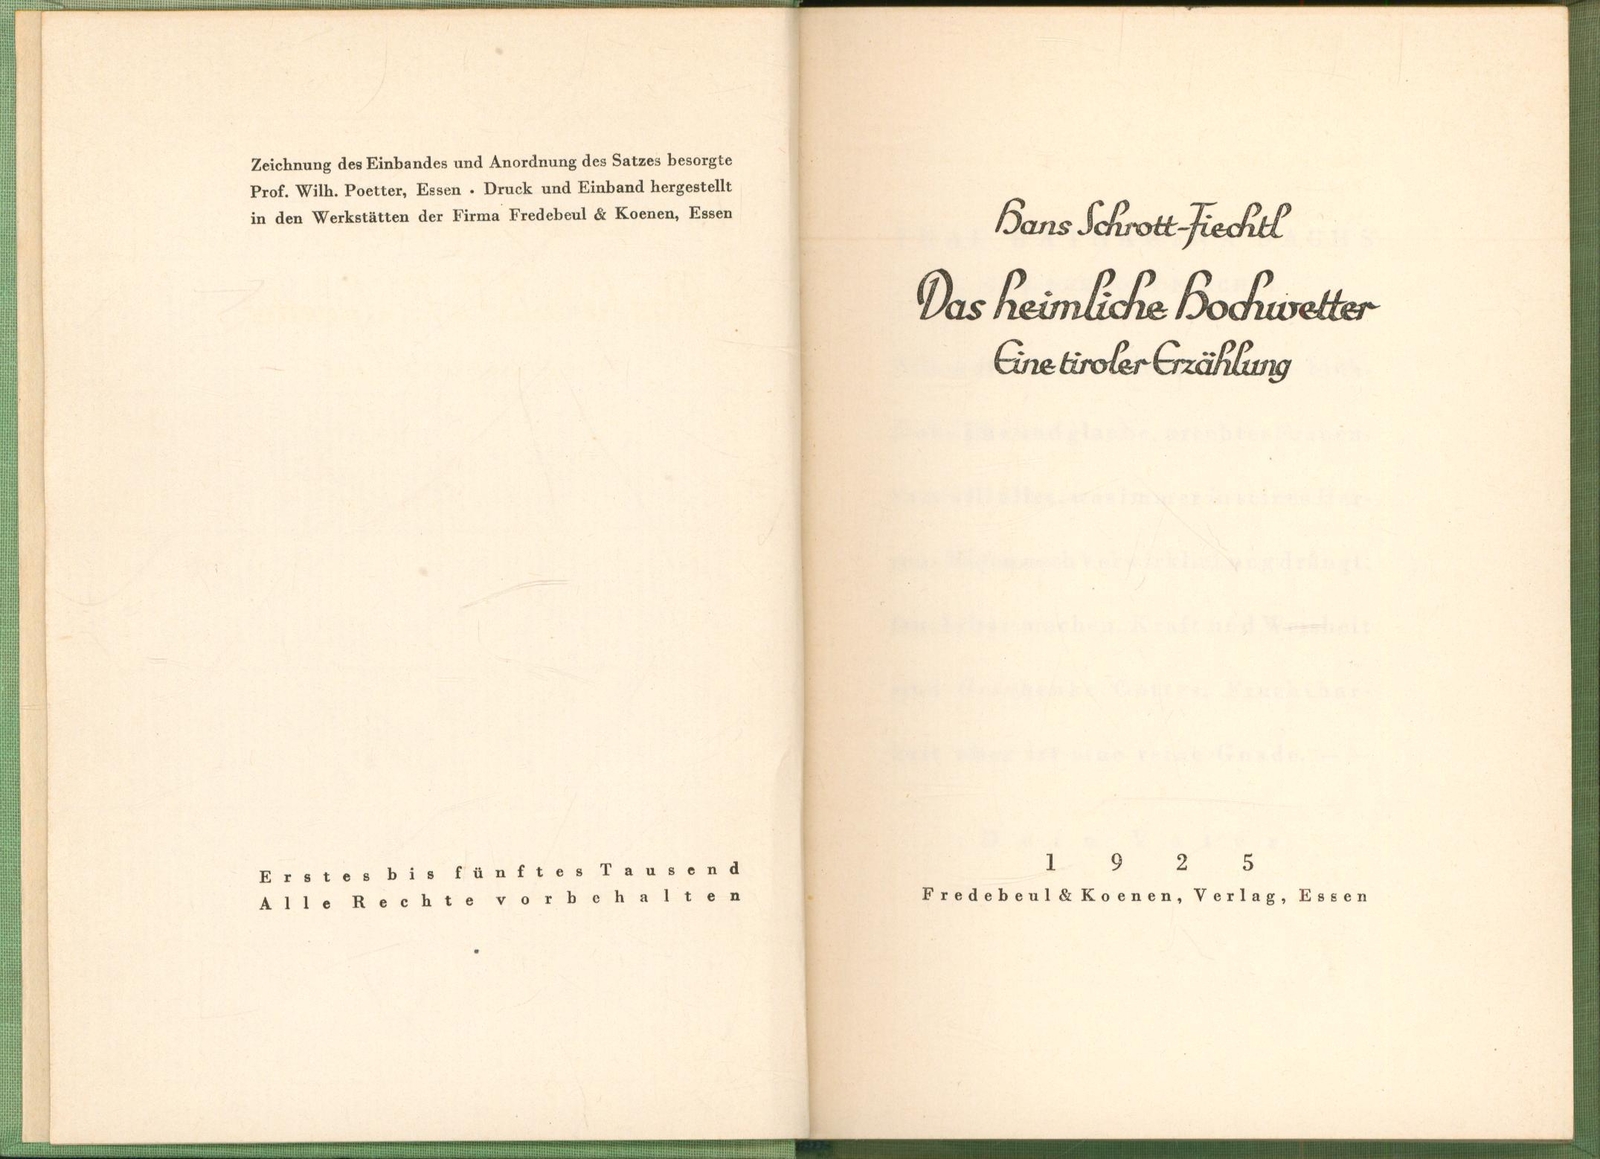 Zeichnung des Einbandes und Anordnung des Satzes besorgte
Prof. Wilh. Poetter, Essen · Druck und Einband hergestellt
in den Werkstätten der Firma Fredebeul & Koenen, Essen
Erstes bis fünftes Tausend
Alle Rechte vorbehalten
Hans Schrott-Fiechtl
Das heimliche Hochwetter
Eine tiroler Erzählung
1925
Fredebeul & Koenen, Verlag, Essen